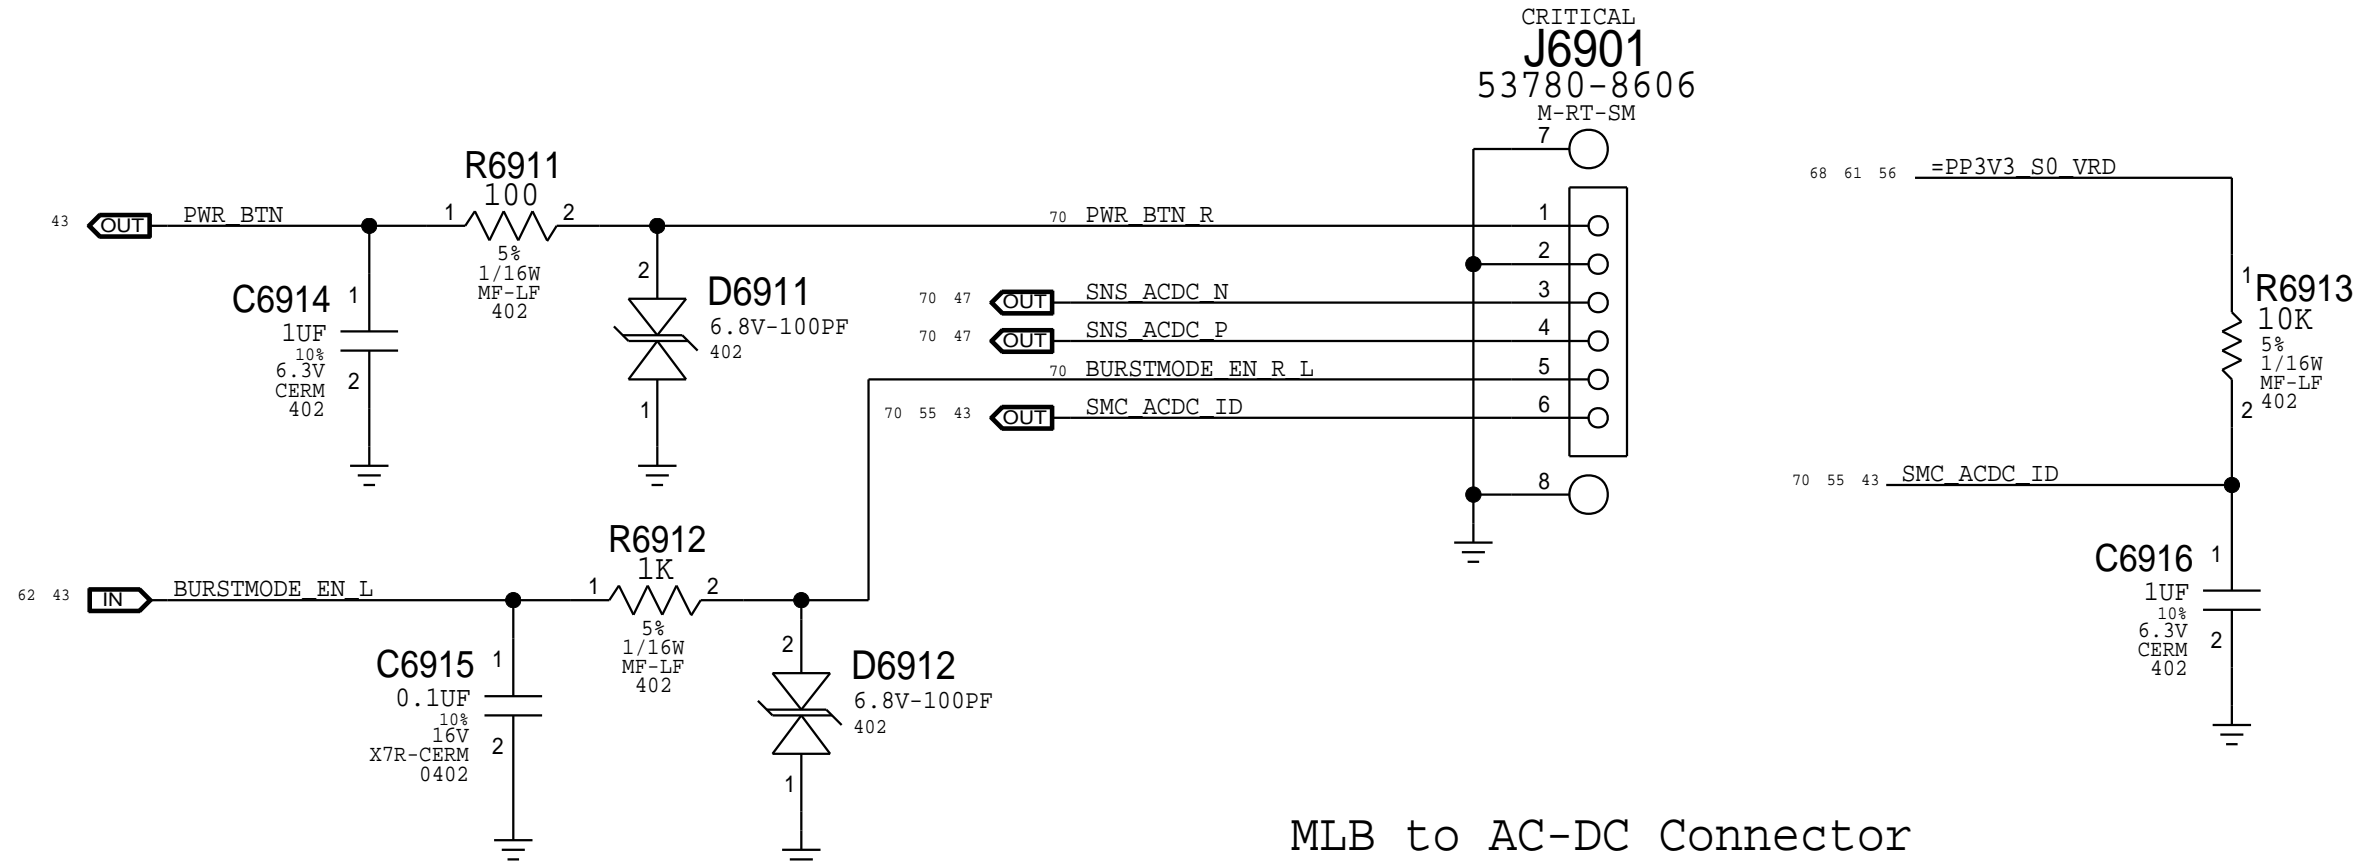 CRITICAL
J6901
53780-8606
M-RT-SM
7
1
2
3
4
5
6
8
43 OUT PWR_BTN
R6911
100
1 2
5%
1/16W
MF-LF
402
70 PWR_BTN_R
C6914
1UF
10%
6.3V
CERM
402
1
2
D6911
6.8V-100PF
402
2
1
70 47 OUT SNS_ACDC_N
70 47 OUT SNS_ACDC_P
70 BURSTMODE_EN_R_L
70 55 43 OUT SMC_ACDC_ID
62 43 IN BURSTMODE_EN_L
R6912
1K
1 2
5%
1/16W
MF-LF
402
C6915
0.1UF
10%
16V
X7R-CERM
0402
1
2
D6912
6.8V-100PF
402
2
1
68 61 56 =PP3V3_S0_VRD
R6913
10K
5%
1/16W
MF-LF
402
1
2
70 55 43 SMC_ACDC_ID
C6916
1UF
10%
6.3V
CERM
402
1
2
MLB to AC-DC Connector